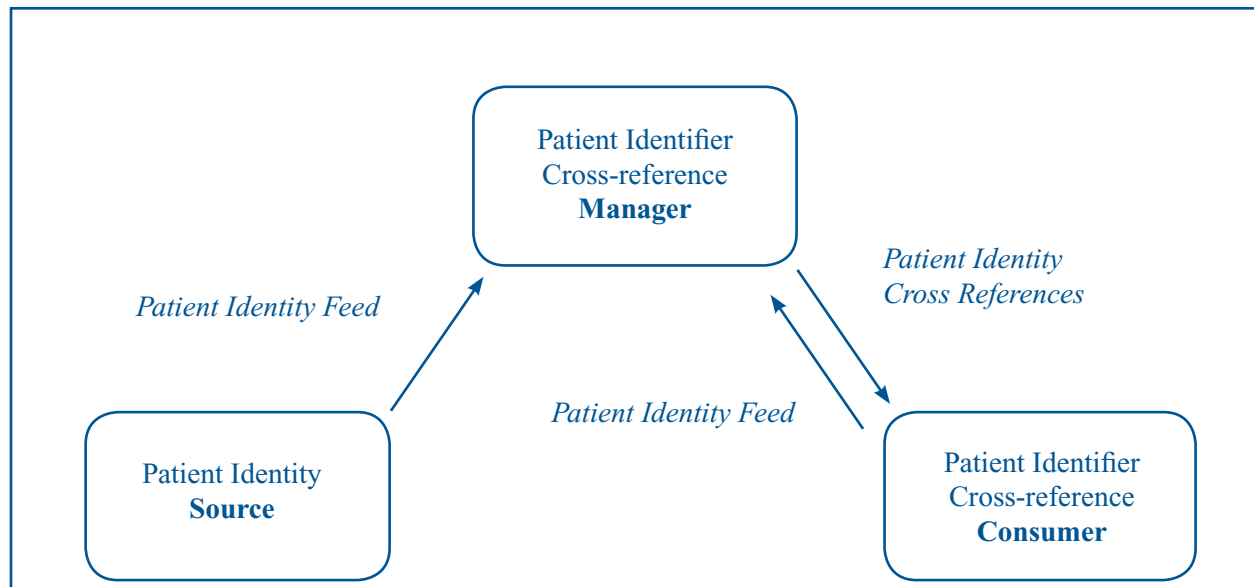 Patient Identifier
Cross-reference
Manager
Patient Identity
Cross References
Patient Identity Feed
Patient Identity Feed
Patient Identity
Source
Patient Identifier
Cross-reference
Consumer